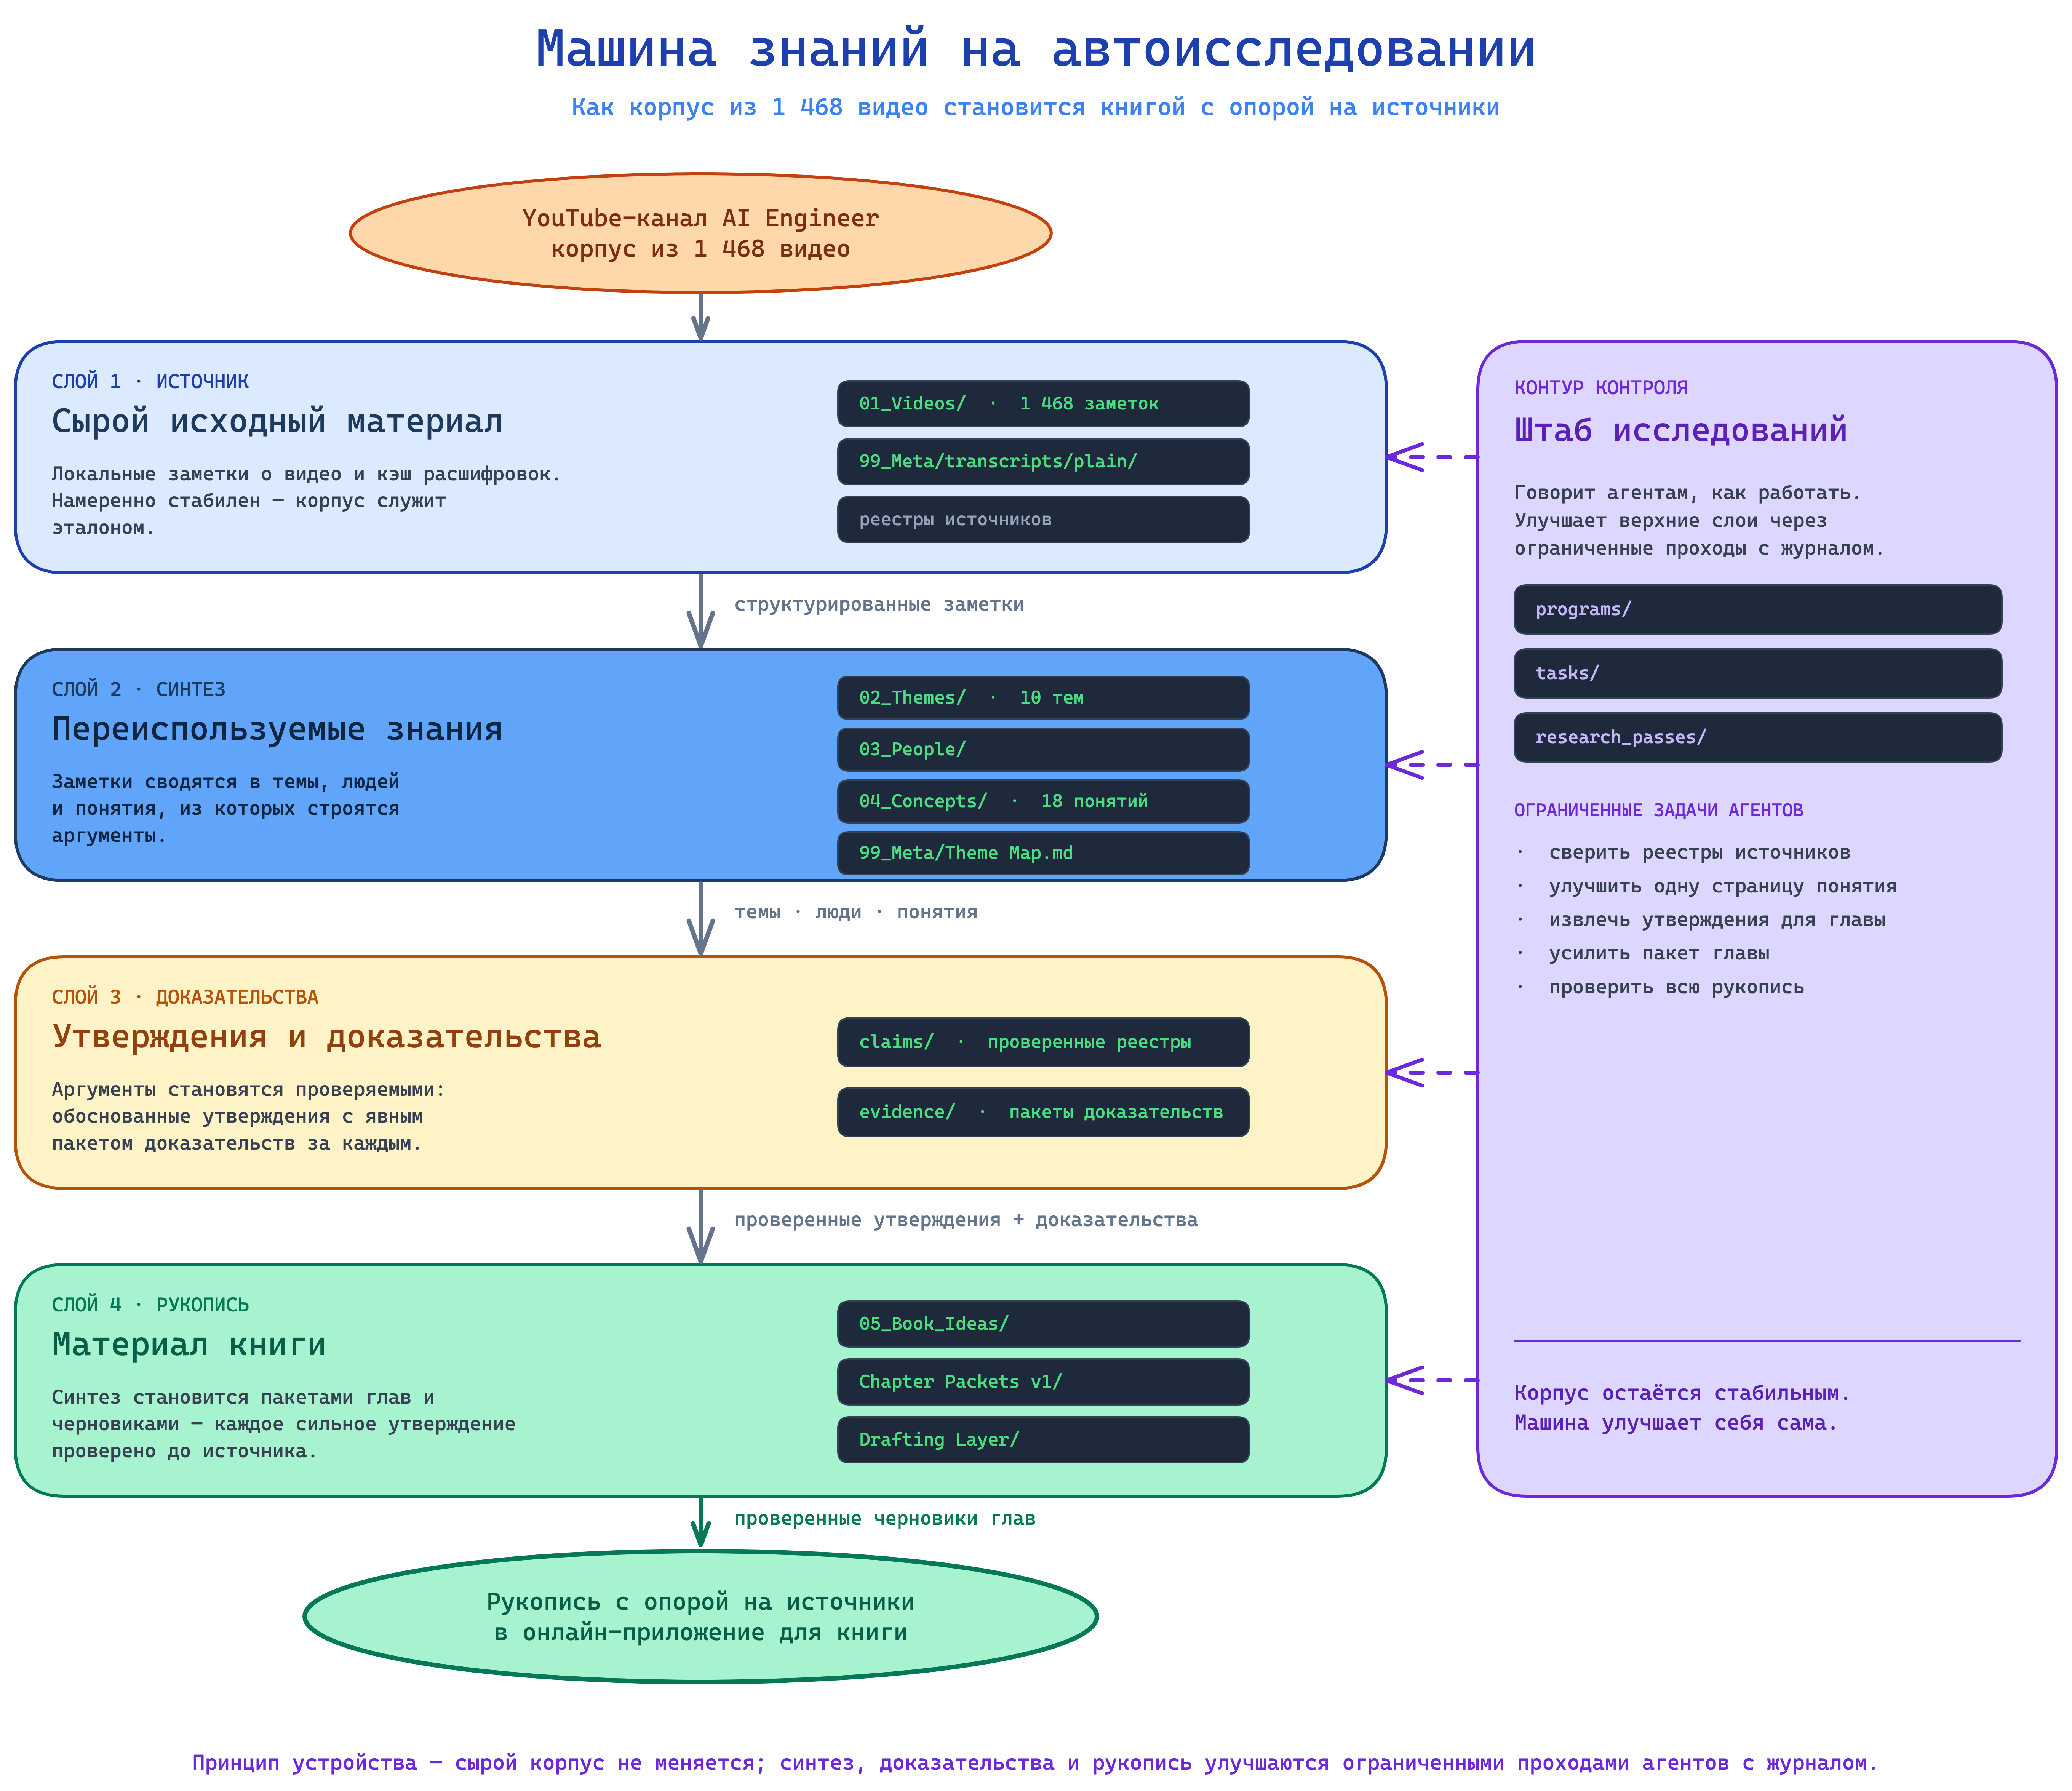 Машина знаний на автоисследовании
Как корпус из 1 468 видео становится книгой с опорой на источники
YouTube-канал AI Engineer
корпус из 1 468 видео
СЛОЙ 1 · ИСТОЧНИК
Сырой исходный материал
Локальные заметки о видео и кэш расшифровок.
Намеренно стабилен — корпус служит
эталоном.
01_Videos/ · 1 468 заметок
99_Meta/transcripts/plain/
реестры источников
структурированные заметки
СЛОЙ 2 · СИНТЕЗ
Переиспользуемые знания
Заметки сводятся в темы, людей
и понятия, из которых строятся
аргументы.
02_Themes/ · 10 тем
03_People/
04_Concepts/ · 18 понятий
99_Meta/Theme Map.md
темы · люди · понятия
СЛОЙ 3 · ДОКАЗАТЕЛЬСТВА
Утверждения и доказательства
Аргументы становятся проверяемыми:
обоснованные утверждения с явным
пакетом доказательств за каждым.
claims/ · проверенные реестры
evidence/ · пакеты доказательств
проверенные утверждения + доказательства
СЛОЙ 4 · РУКОПИСЬ
Материал книги
Синтез становится пакетами глав и
черновиками — каждое сильное утверждение
проверено до источника.
05_Book_Ideas/
Chapter Packets v1/
Drafting Layer/
проверенные черновики глав
Рукопись с опорой на источники
в онлайн-приложение для книги
КОНТУР КОНТРОЛЯ
Штаб исследований
Говорит агентам, как работать.
Улучшает верхние слои через
ограниченные проходы с журналом.
programs/
tasks/
research_passes/
ОГРАНИЧЕННЫЕ ЗАДАЧИ АГЕНТОВ
· сверить реестры источников
· улучшить одну страницу понятия
· извлечь утверждения для главы
· усилить пакет главы
· проверить всю рукопись
Корпус остаётся стабильным.
Машина улучшает себя сама.
Принцип устройства — сырой корпус не меняется; синтез, доказательства и рукопись улучшаются ограниченными проходами агентов с журналом.